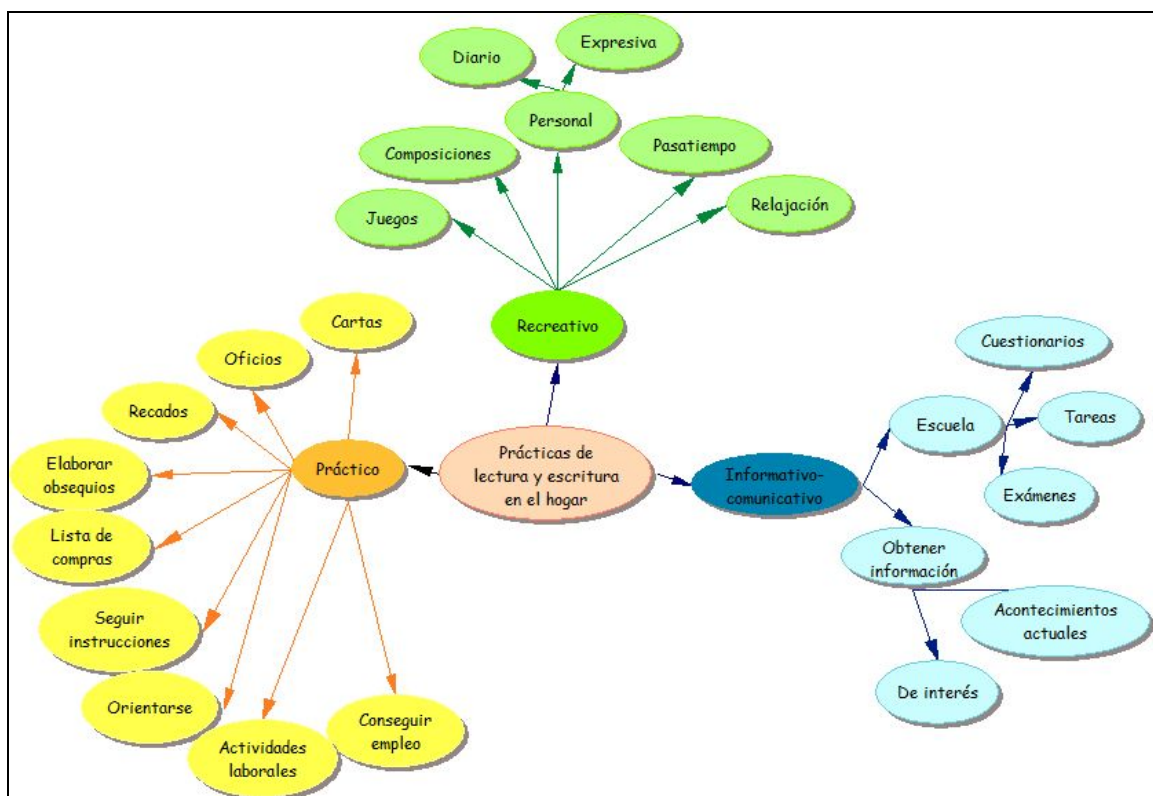 Expresiva
Diario
Personal
Composiciones
Pasatiempo
Juegos
Relajación
Recreativo
Cartas
Oficios
Recados
Elaborar
obsequios
Lista de
compras
Seguir
instrucciones
Orientarse
Actividades
laborales
Conseguir
empleo
Práctico
Prácticas de
lectura y escritura
en el hogar
Informativo-
comunicativo
Escuela
Cuestionarios
Tareas
Exámenes
Obtener
información
Acontecimientos
actuales
De interés